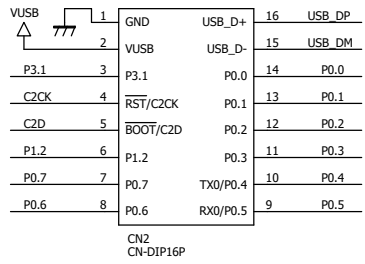 VUSB
1 GND USB_D+ 16 USB_DP
2 VUSB USB_D- 15 USB_DM
P3.1 3 P3.1 P0.0 14 P0.0
C2CK 4 RST/C2CK P0.1 13 P0.1
C2D 5 BOOT/C2D P0.2 12 P0.2
P1.2 6 P1.2 P0.3 11 P0.3
P0.7 7 P0.7 TX0/P0.4 10 P0.4
P0.6 8 P0.6 RX0/P0.5 9 P0.5
CN2
CN-DIP16P